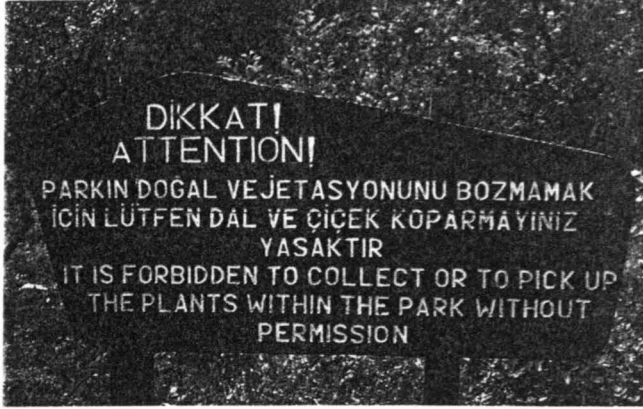 DİKKAT!
ATTENTION!
PARKIN DOĞAL VEJETASYONUNU BOZMAMAK
İÇİN LÜTFEN DAL VE ÇİÇEK KOPARMAYINIZ
YASAKTIR
IT IS FORBIDDEN TO COLLECT OR TO PICK UP
THE PLANTS WITHIN THE PARK WITHOUT
PERMISSION